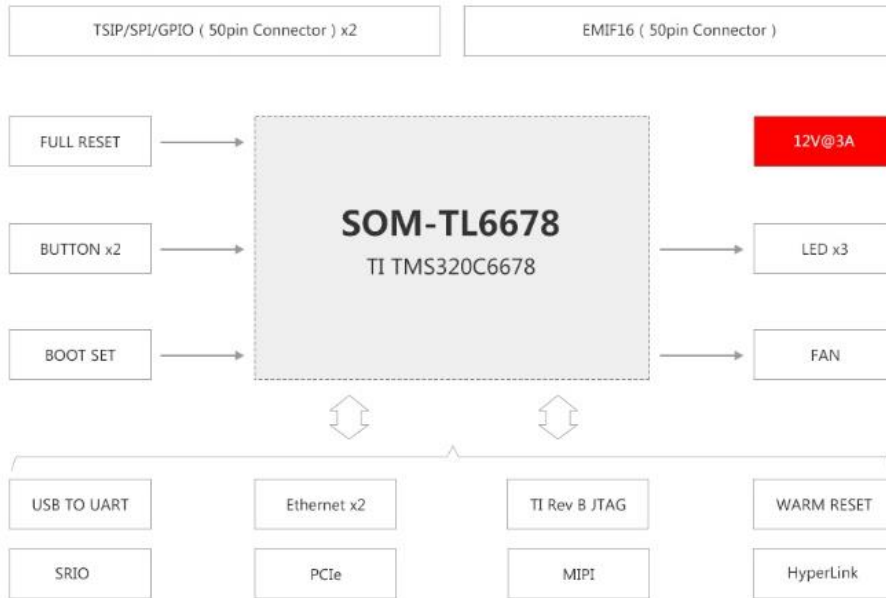 TSIP/SPI/GPIO ( 50pin Connector ) x2
EMIF16 ( 50pin Connector )
FULL RESET
12V@3A
SOM-TL6678
TI TMS320C6678
BUTTON x2
LED x3
BOOT SET
FAN
USB TO UART
Ethernet x2
TI Rev B JTAG
WARM RESET
SRIO
PCIe
MIPI
HyperLink